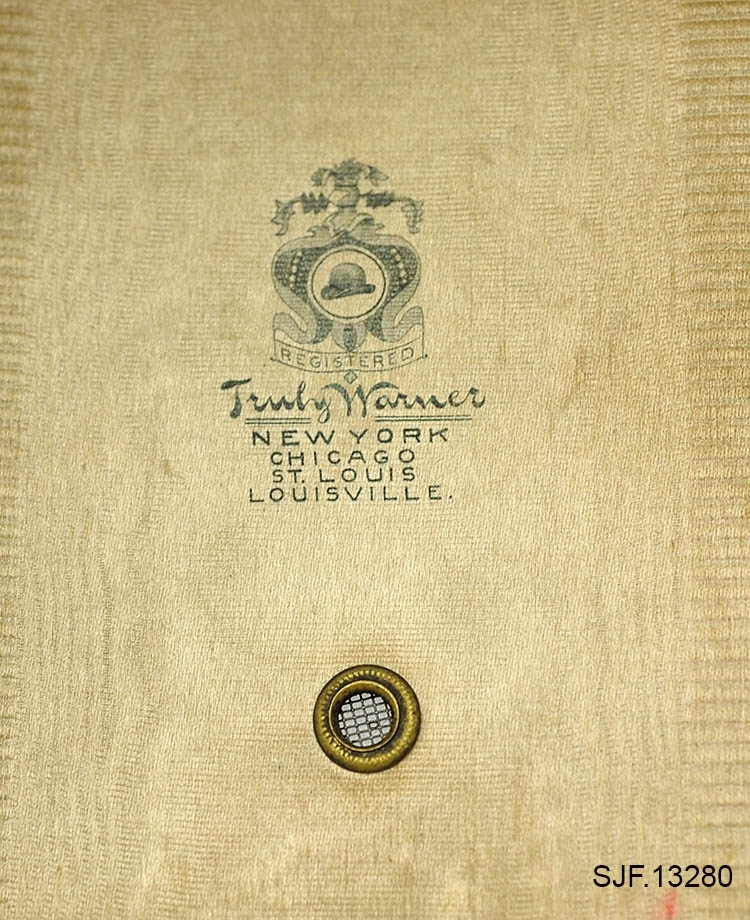 REGISTERED
Truly Warner
NEW YORK
CHICAGO
ST. LOUIS
LOUISVILLE.
SJF.13280